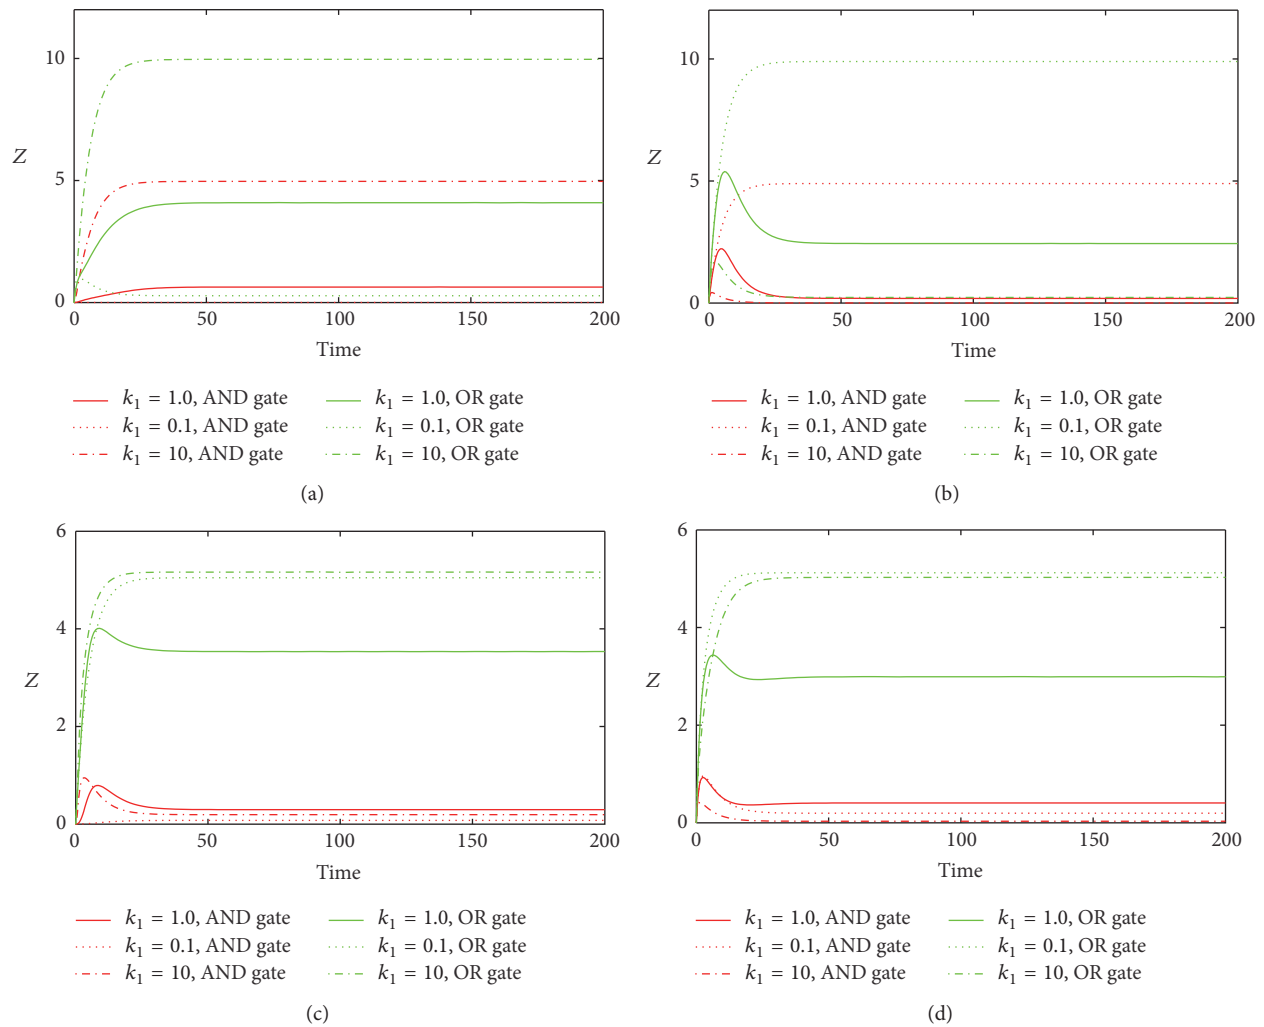 10
5
0
Z
0 50 100 150 200
Time
k₁ = 1.0, AND gate k₁ = 1.0, OR gate
k₁ = 0.1, AND gate k₁ = 0.1, OR gate
k₁ = 10, AND gate k₁ = 10, OR gate
(a)
10
5
0
Z
0 50 100 150 200
Time
k₁ = 1.0, AND gate k₁ = 1.0, OR gate
k₁ = 0.1, AND gate k₁ = 0.1, OR gate
k₁ = 10, AND gate k₁ = 10, OR gate
(b)
6
4
2
0
Z
0 50 100 150 200
Time
k₁ = 1.0, AND gate k₁ = 1.0, OR gate
k₁ = 0.1, AND gate k₁ = 0.1, OR gate
k₁ = 10, AND gate k₁ = 10, OR gate
(c)
6
4
2
0
Z
0 50 100 150 200
Time
k₁ = 1.0, AND gate k₁ = 1.0, OR gate
k₁ = 0.1, AND gate k₁ = 0.1, OR gate
k₁ = 10, AND gate k₁ = 10, OR gate
(d)